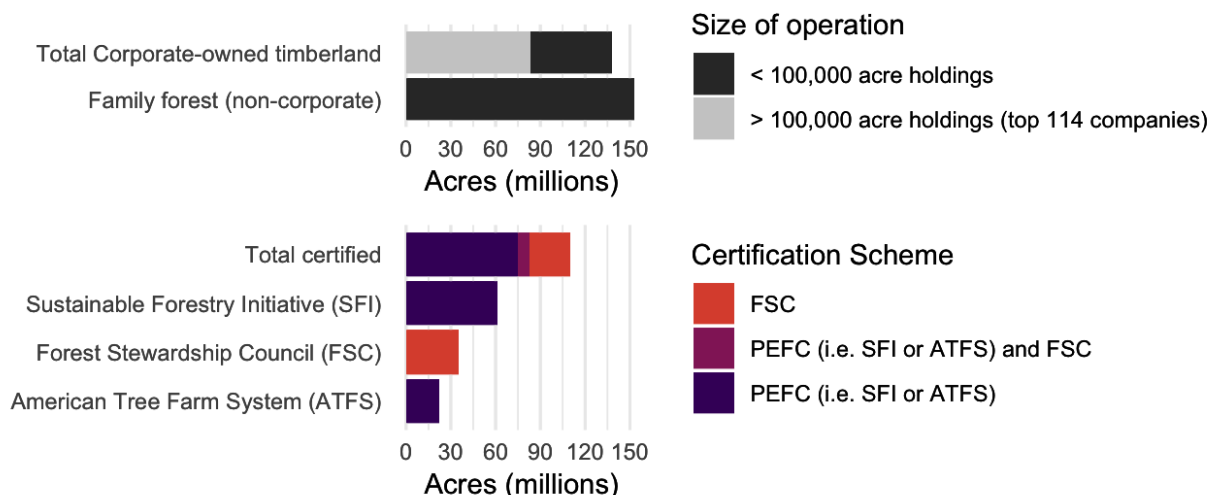 Total Corporate-owned timberland
Family forest (non-corporate)
0 30 60 90 120 150
Acres (millions)
Size of operation
< 100,000 acre holdings
> 100,000 acre holdings (top 114 companies)
Total certified
Sustainable Forestry Initiative (SFI)
Forest Stewardship Council (FSC)
American Tree Farm System (ATFS)
0 30 60 90 120 150
Acres (millions)
Certification Scheme
FSC
PEFC (i.e. SFI or ATFS) and FSC
PEFC (i.e. SFI or ATFS)